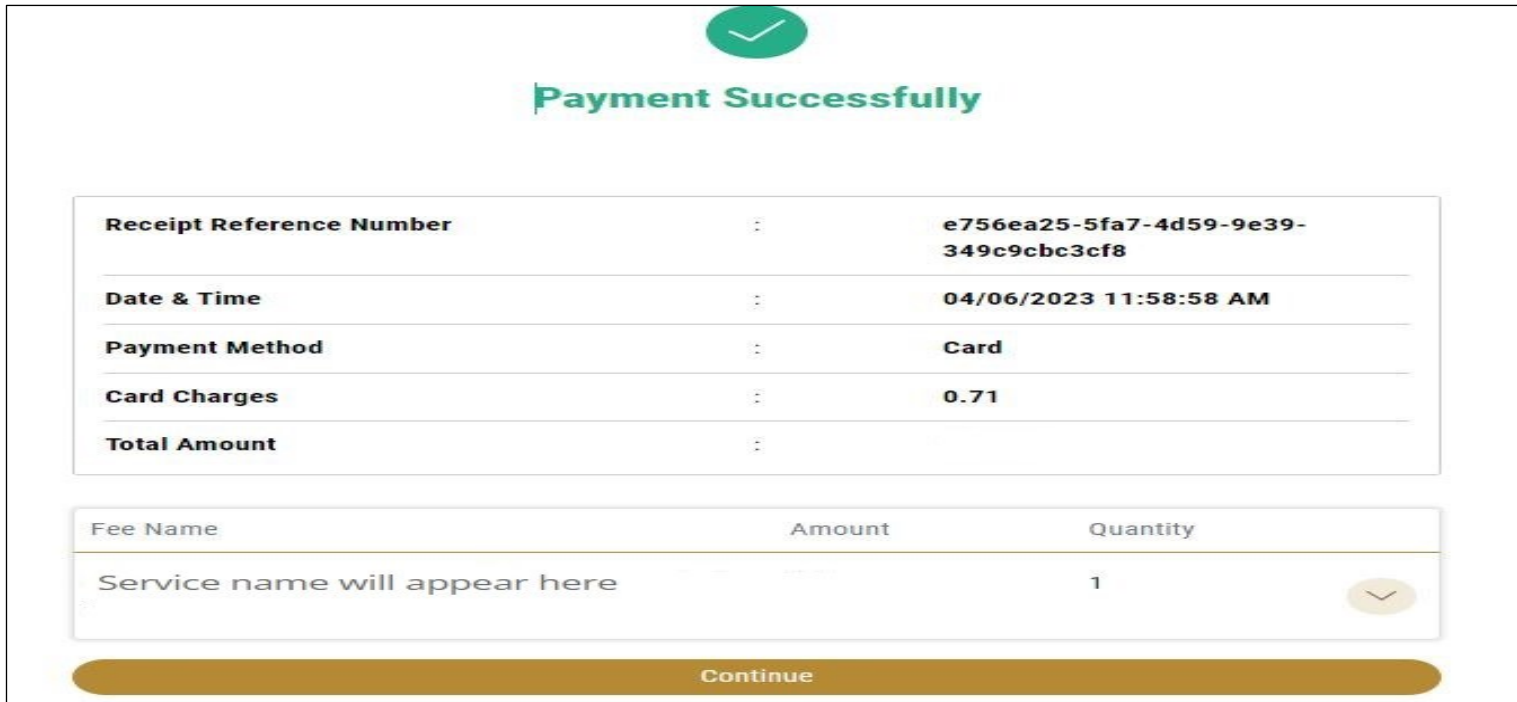 Payment Successfully
Receipt Reference Number : e756ea25-5fa7-4d59-9e39-
349c9cbc3cf8
Date & Time : 04/06/2023 11:58:58 AM
Payment Method : Card
Card Charges : 0.71
Total Amount :
Fee Name Amount Quantity
Service name will appear here 1
Continue